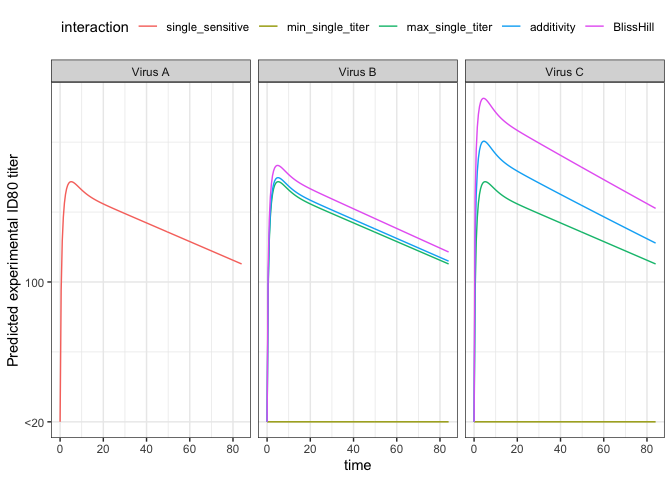 interaction single_sensitive min_single_titer max_single_titer additivity BlissHill
Virus A Virus B Virus C
Predicted experimental ID80 titer
100
<20
0 20 40 60 80 0 20 40 60 80 0 20 40 60 80
time